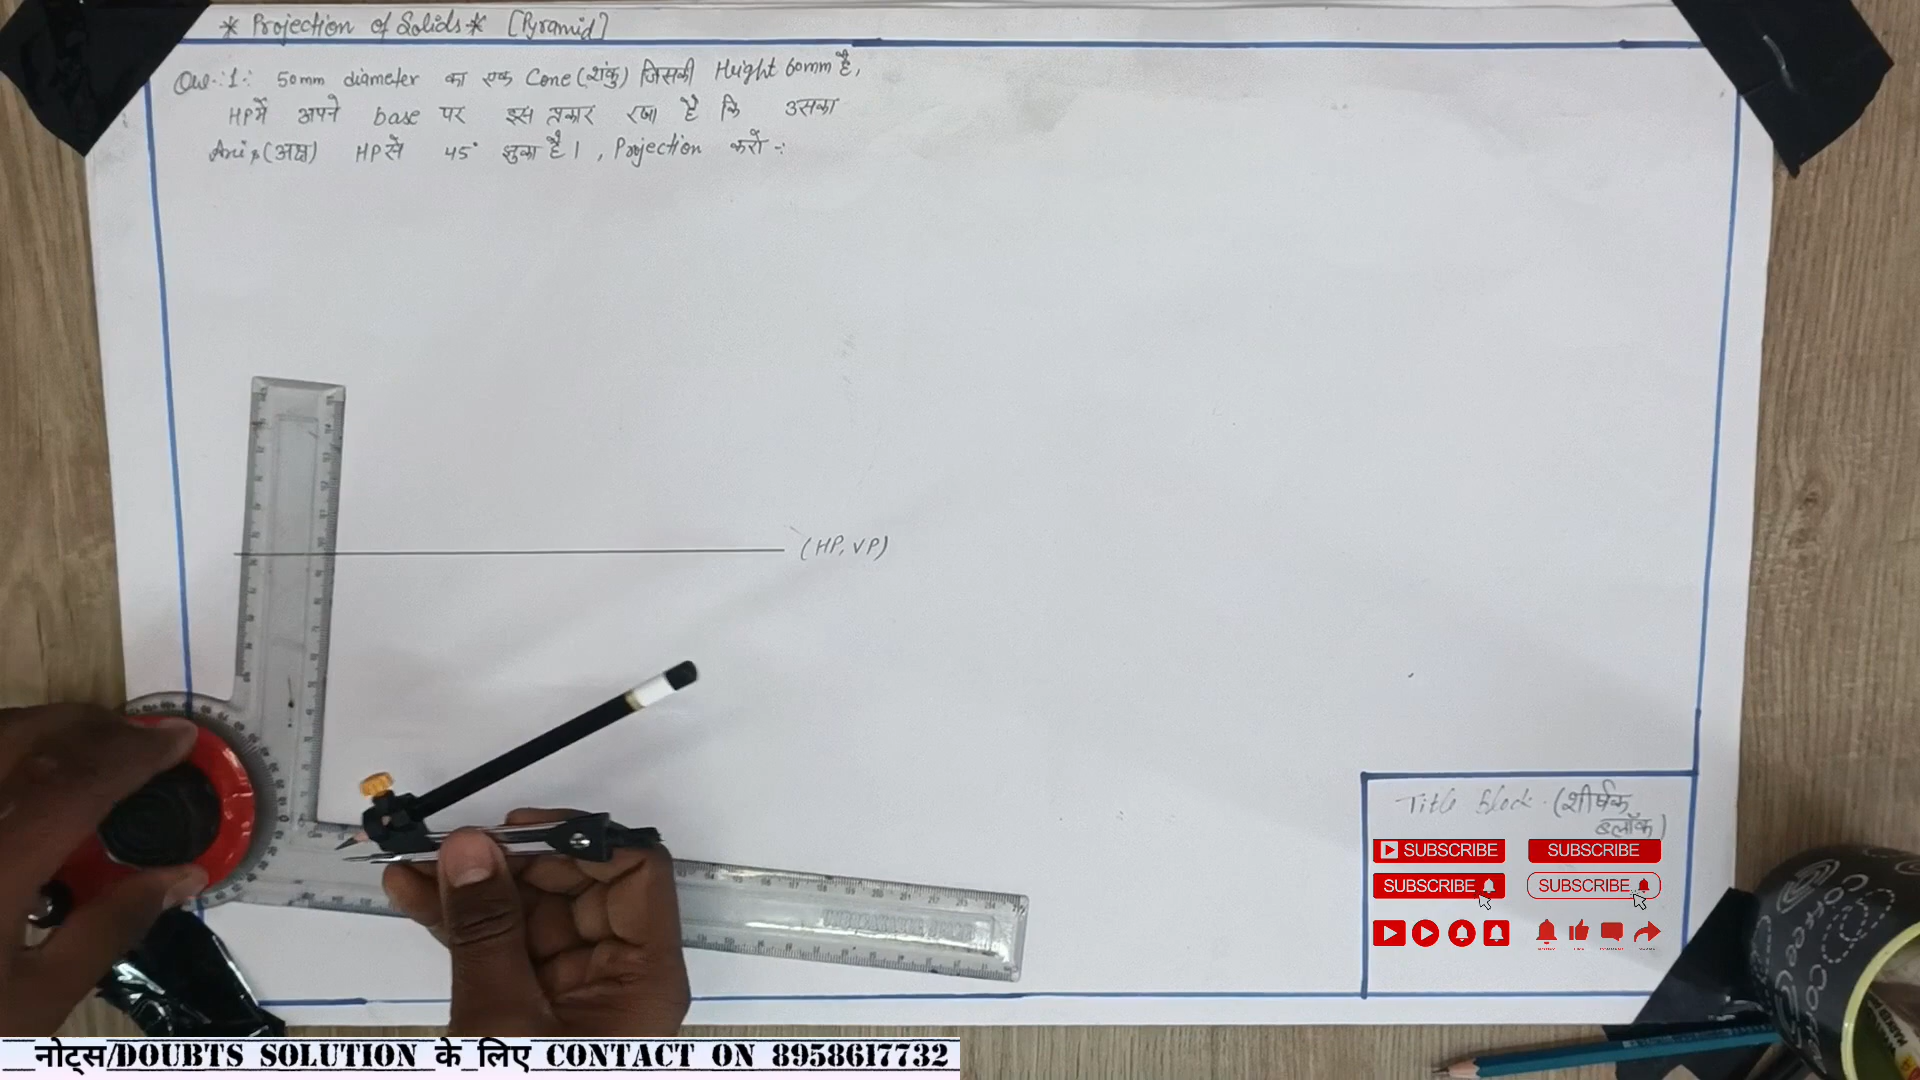 * Projection of Solids * [Pyramid]
Que.:1: 50mm diameter का एक Cone (शंकु) जिसकी Height 60mm है,
HP में अपने base पर इस प्रकार रखा है कि उसका
Axis (अक्ष) HP से 45° झुका है। , Projection करो -:
(HP, VP)
Title Block (शीर्षक
ब्लॉक)
SUBSCRIBE SUBSCRIBE
SUBSCRIBE SUBSCRIBE
नोट्स/DOUBTS SOLUTION के लिए CONTACT ON 8958617732